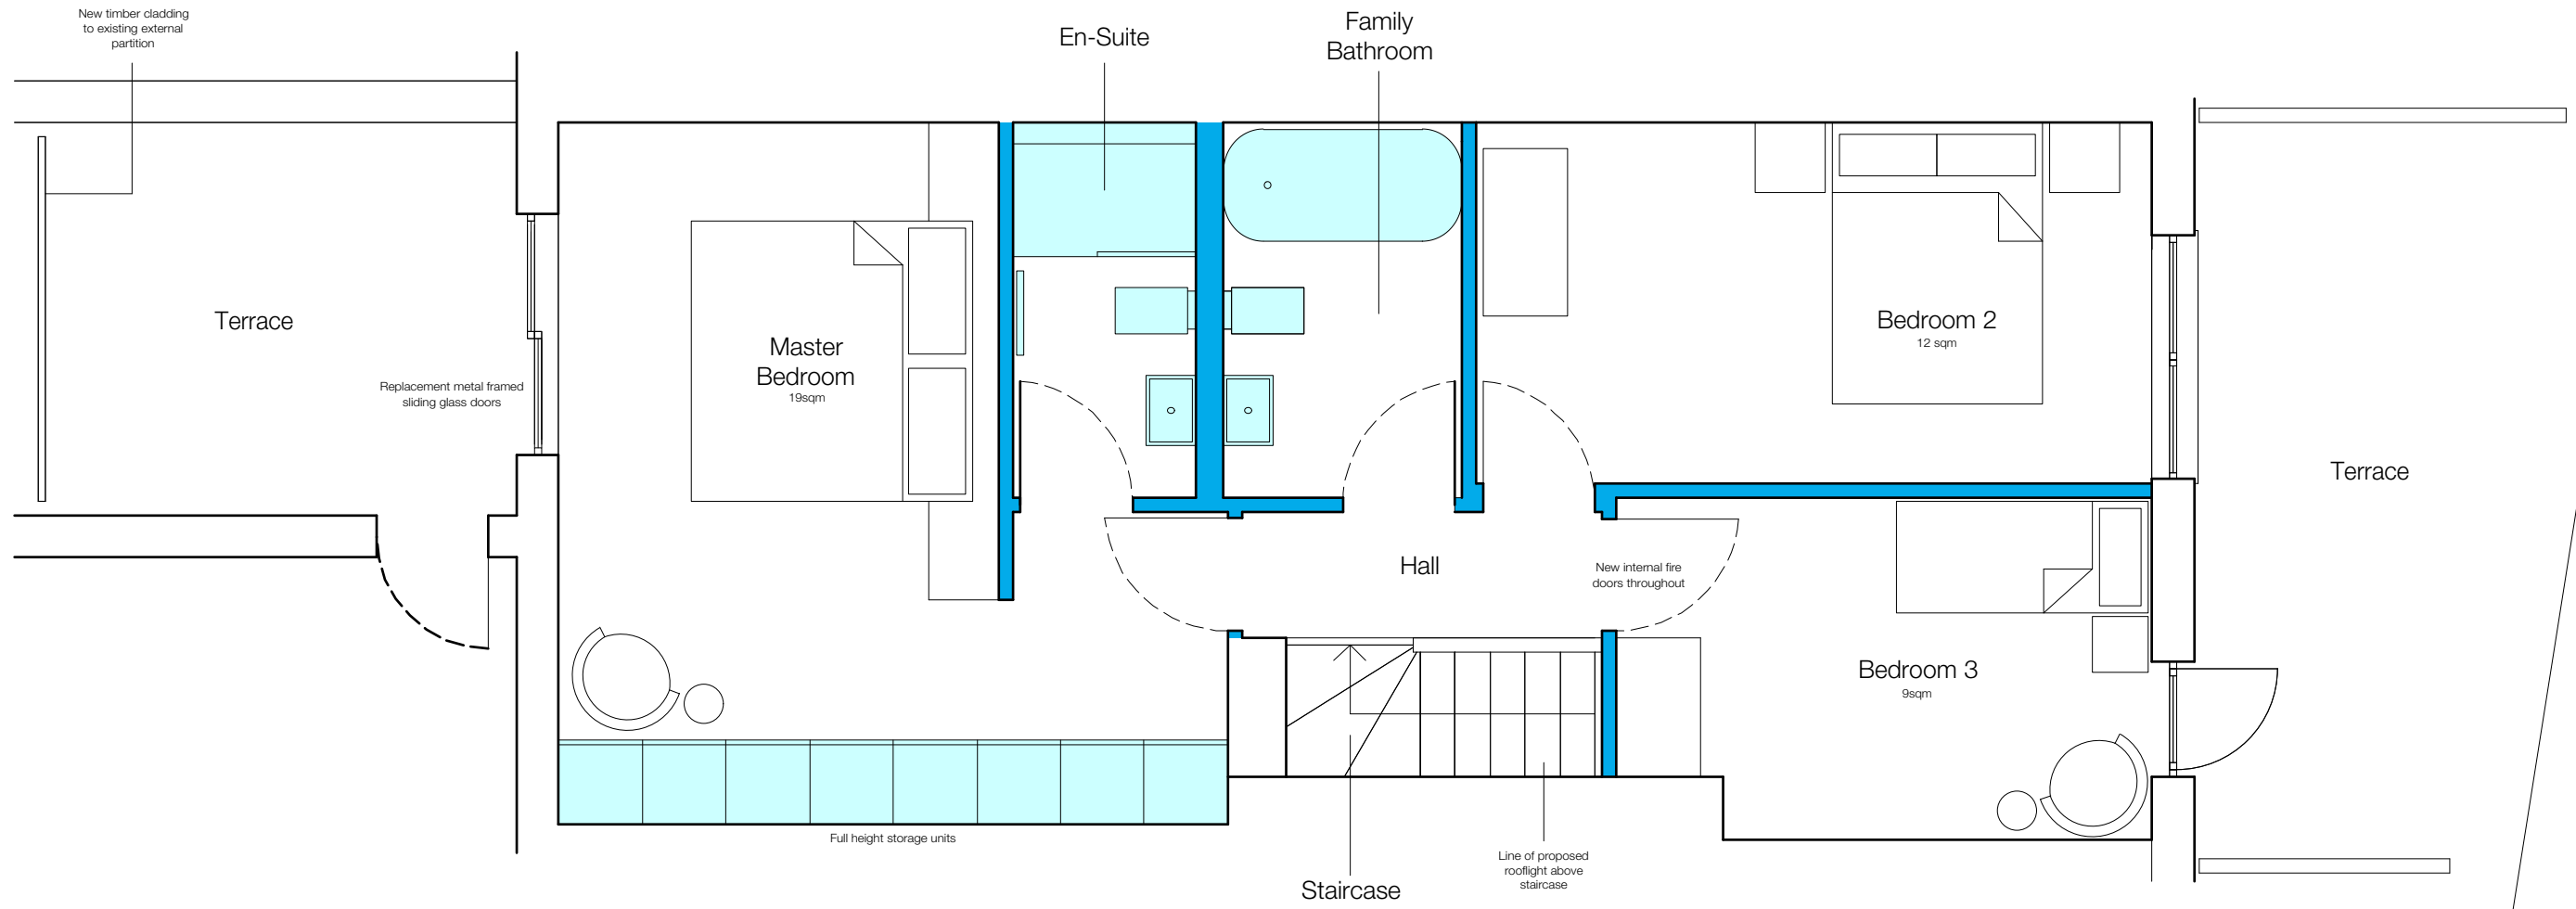 New timber cladding
to existing external
partition
En-Suite
Family
Bathroom
Terrace
Replacement metal framed
sliding glass doors
Master
Bedroom
19sqm
Bedroom 2
12 sqm
Terrace
Hall
New internal fire
doors throughout
Bedroom 3
9sqm
Full height storage units
Staircase
Line of proposed
rooflight above
staircase